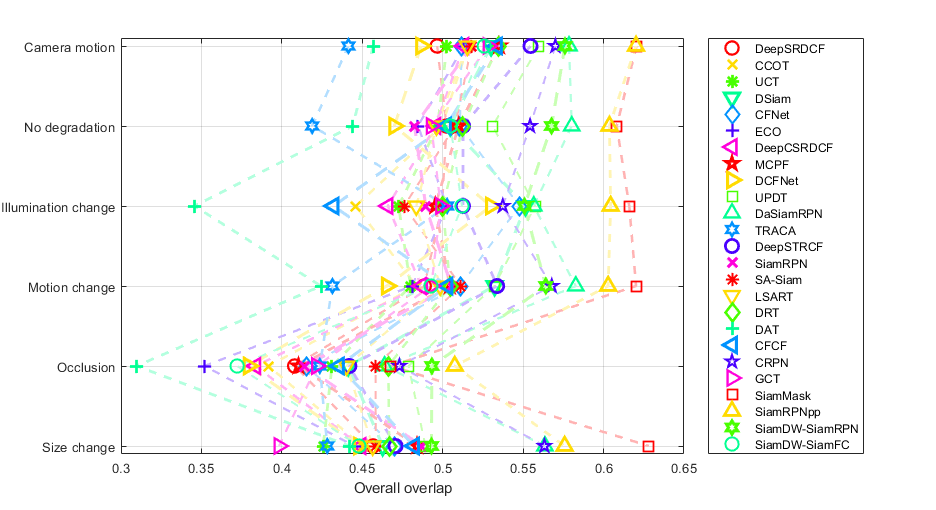 Camera motion
No degradation
Illumination change
Motion change
Occlusion
Size change
0.3 0.35 0.4 0.45 0.5 0.55 0.6 0.65
Overall overlap
DeepSRDCF
CCOT
UCT
DSiam
CFNet
ECO
DeepCSRDCF
MCPF
DCFNet
UPDT
DaSiamRPN
TRACA
DeepSTRCF
SiamRPN
SA-Siam
LSART
DRT
DAT
CFCF
CRPN
GCT
SiamMask
SiamRPNpp
SiamDW-SiamRPN
SiamDW-SiamFC